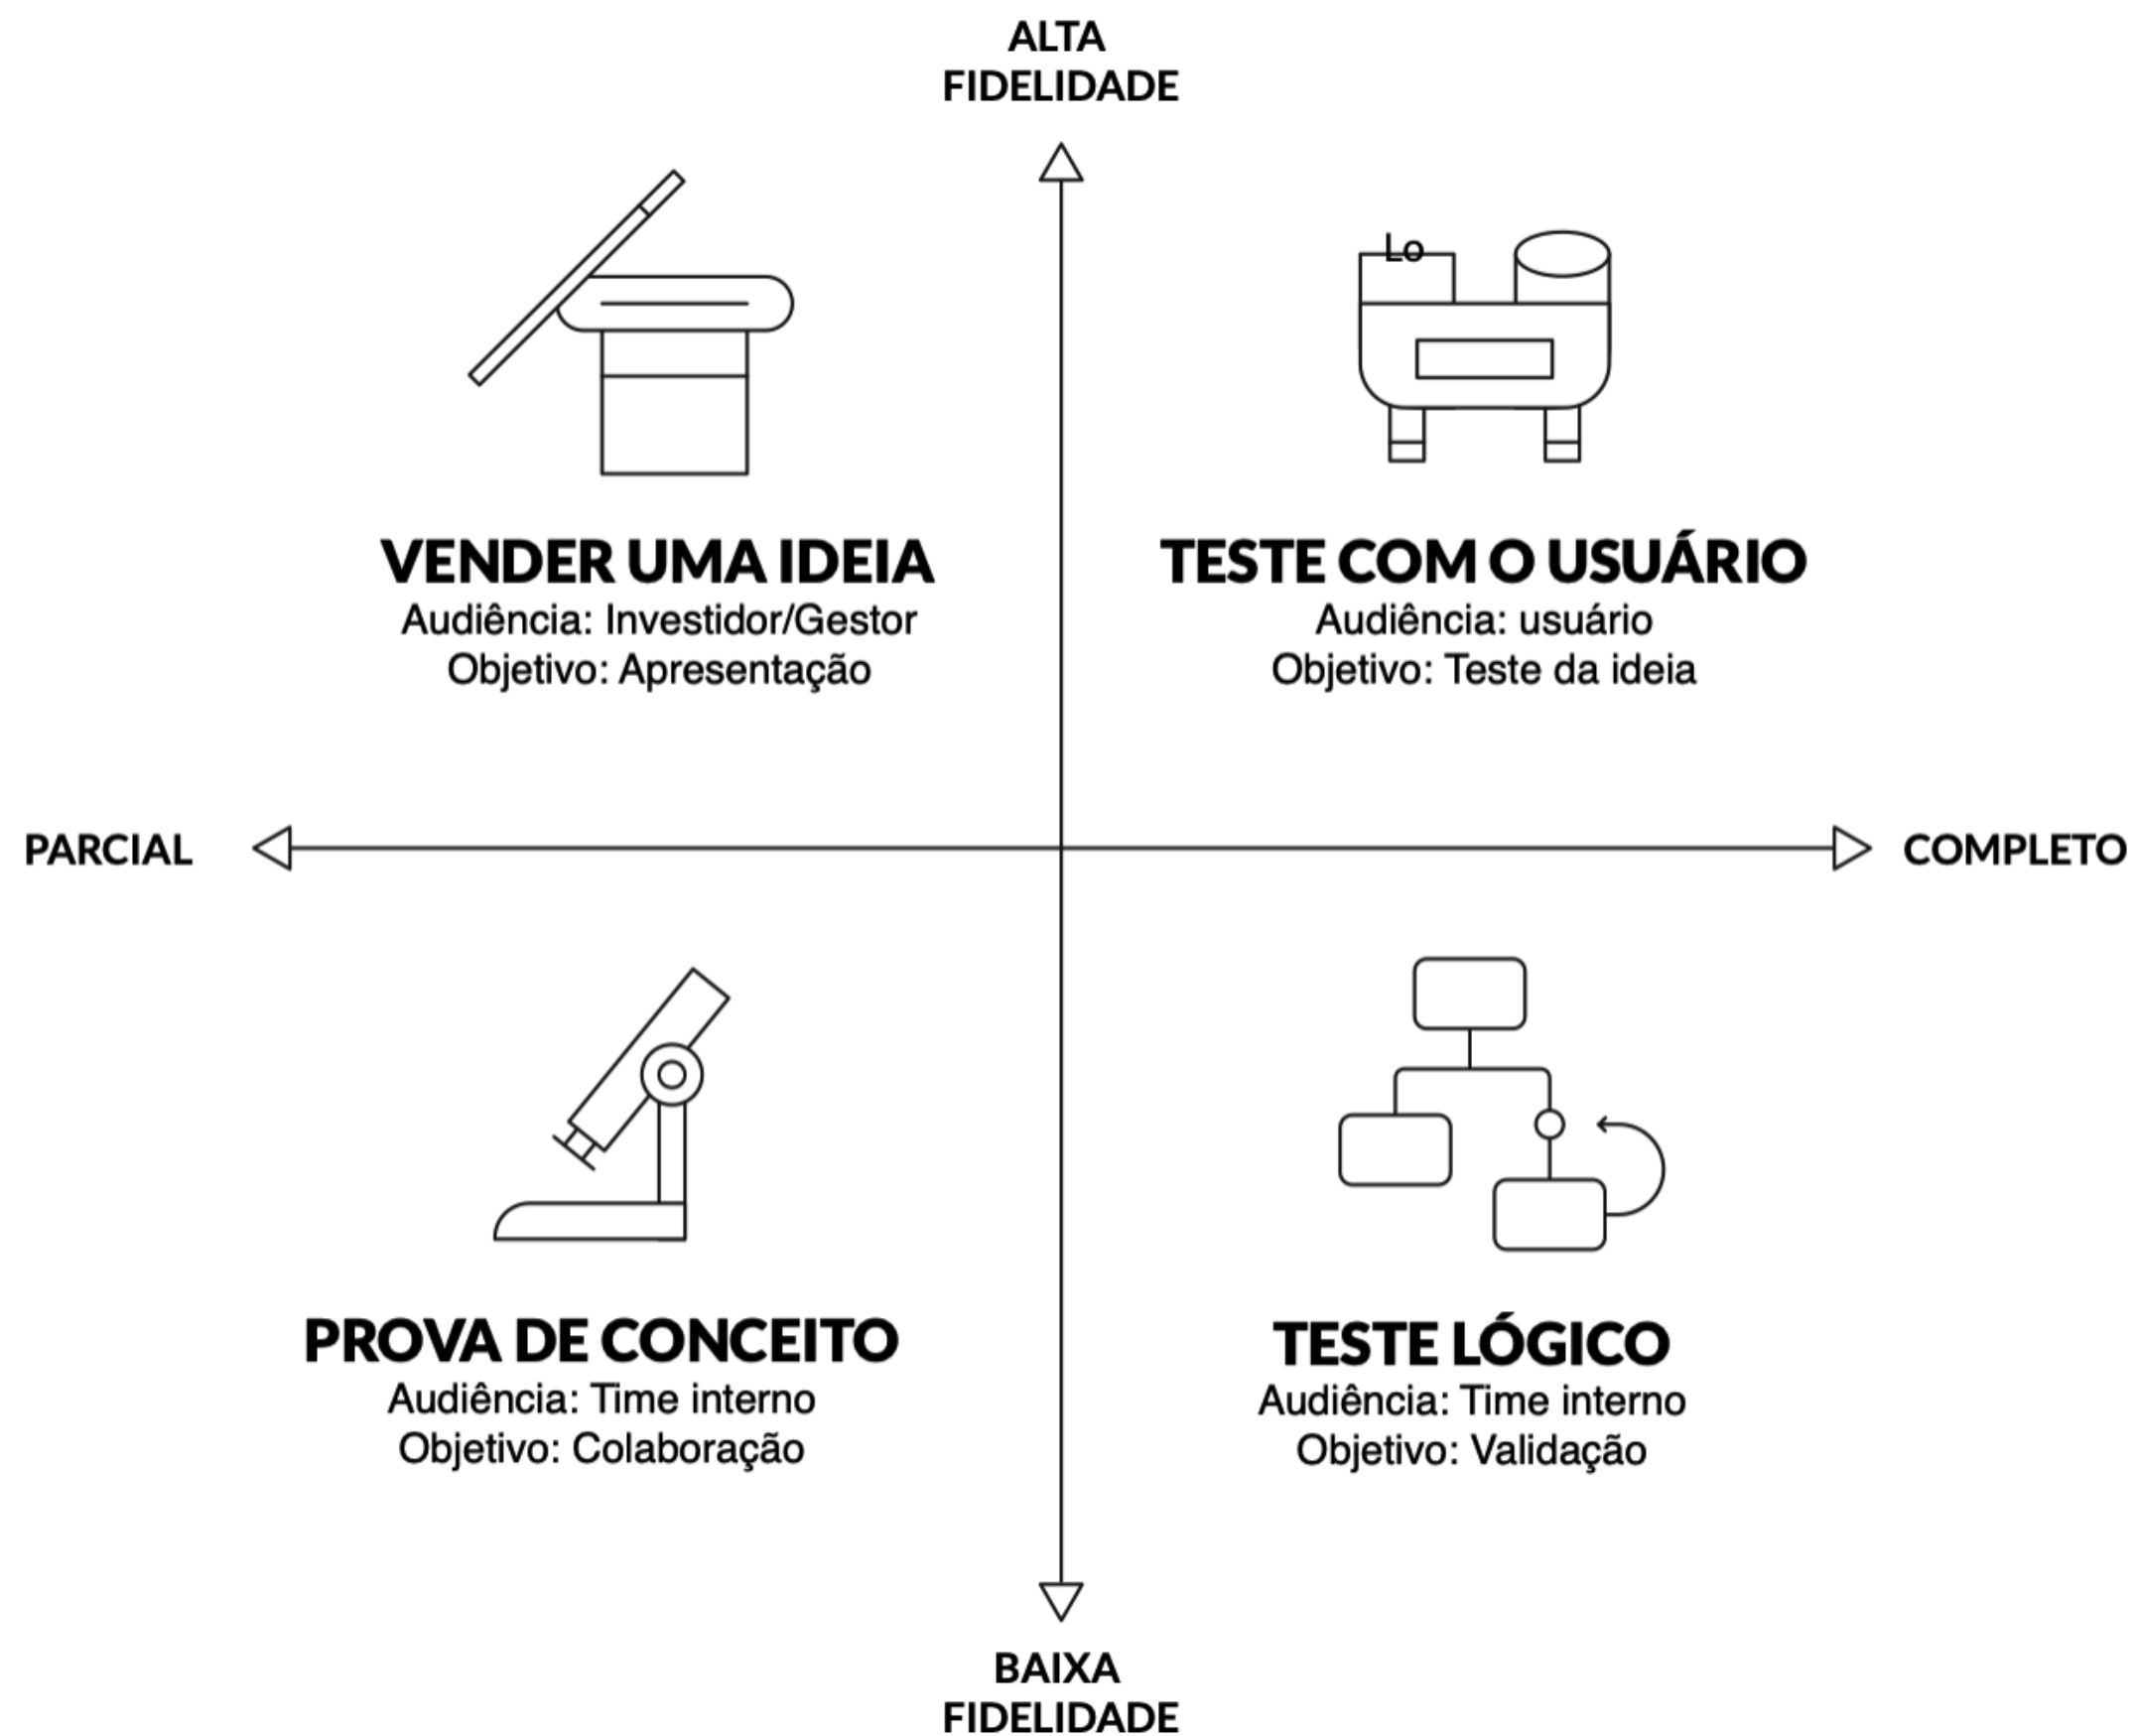 ALTA
FIDELIDADE
Lo
VENDER UMA IDEIA
Audiência: Investidor/Gestor
Objetivo: Apresentação
TESTE COM O USUÁRIO
Audiência: usuário
Objetivo: Teste da ideia
PARCIAL
COMPLETO
PROVA DE CONCEITO
Audiência: Time interno
Objetivo: Colaboração
TESTE LÓGICO
Audiência: Time interno
Objetivo: Validação
BAIXA
FIDELIDADE